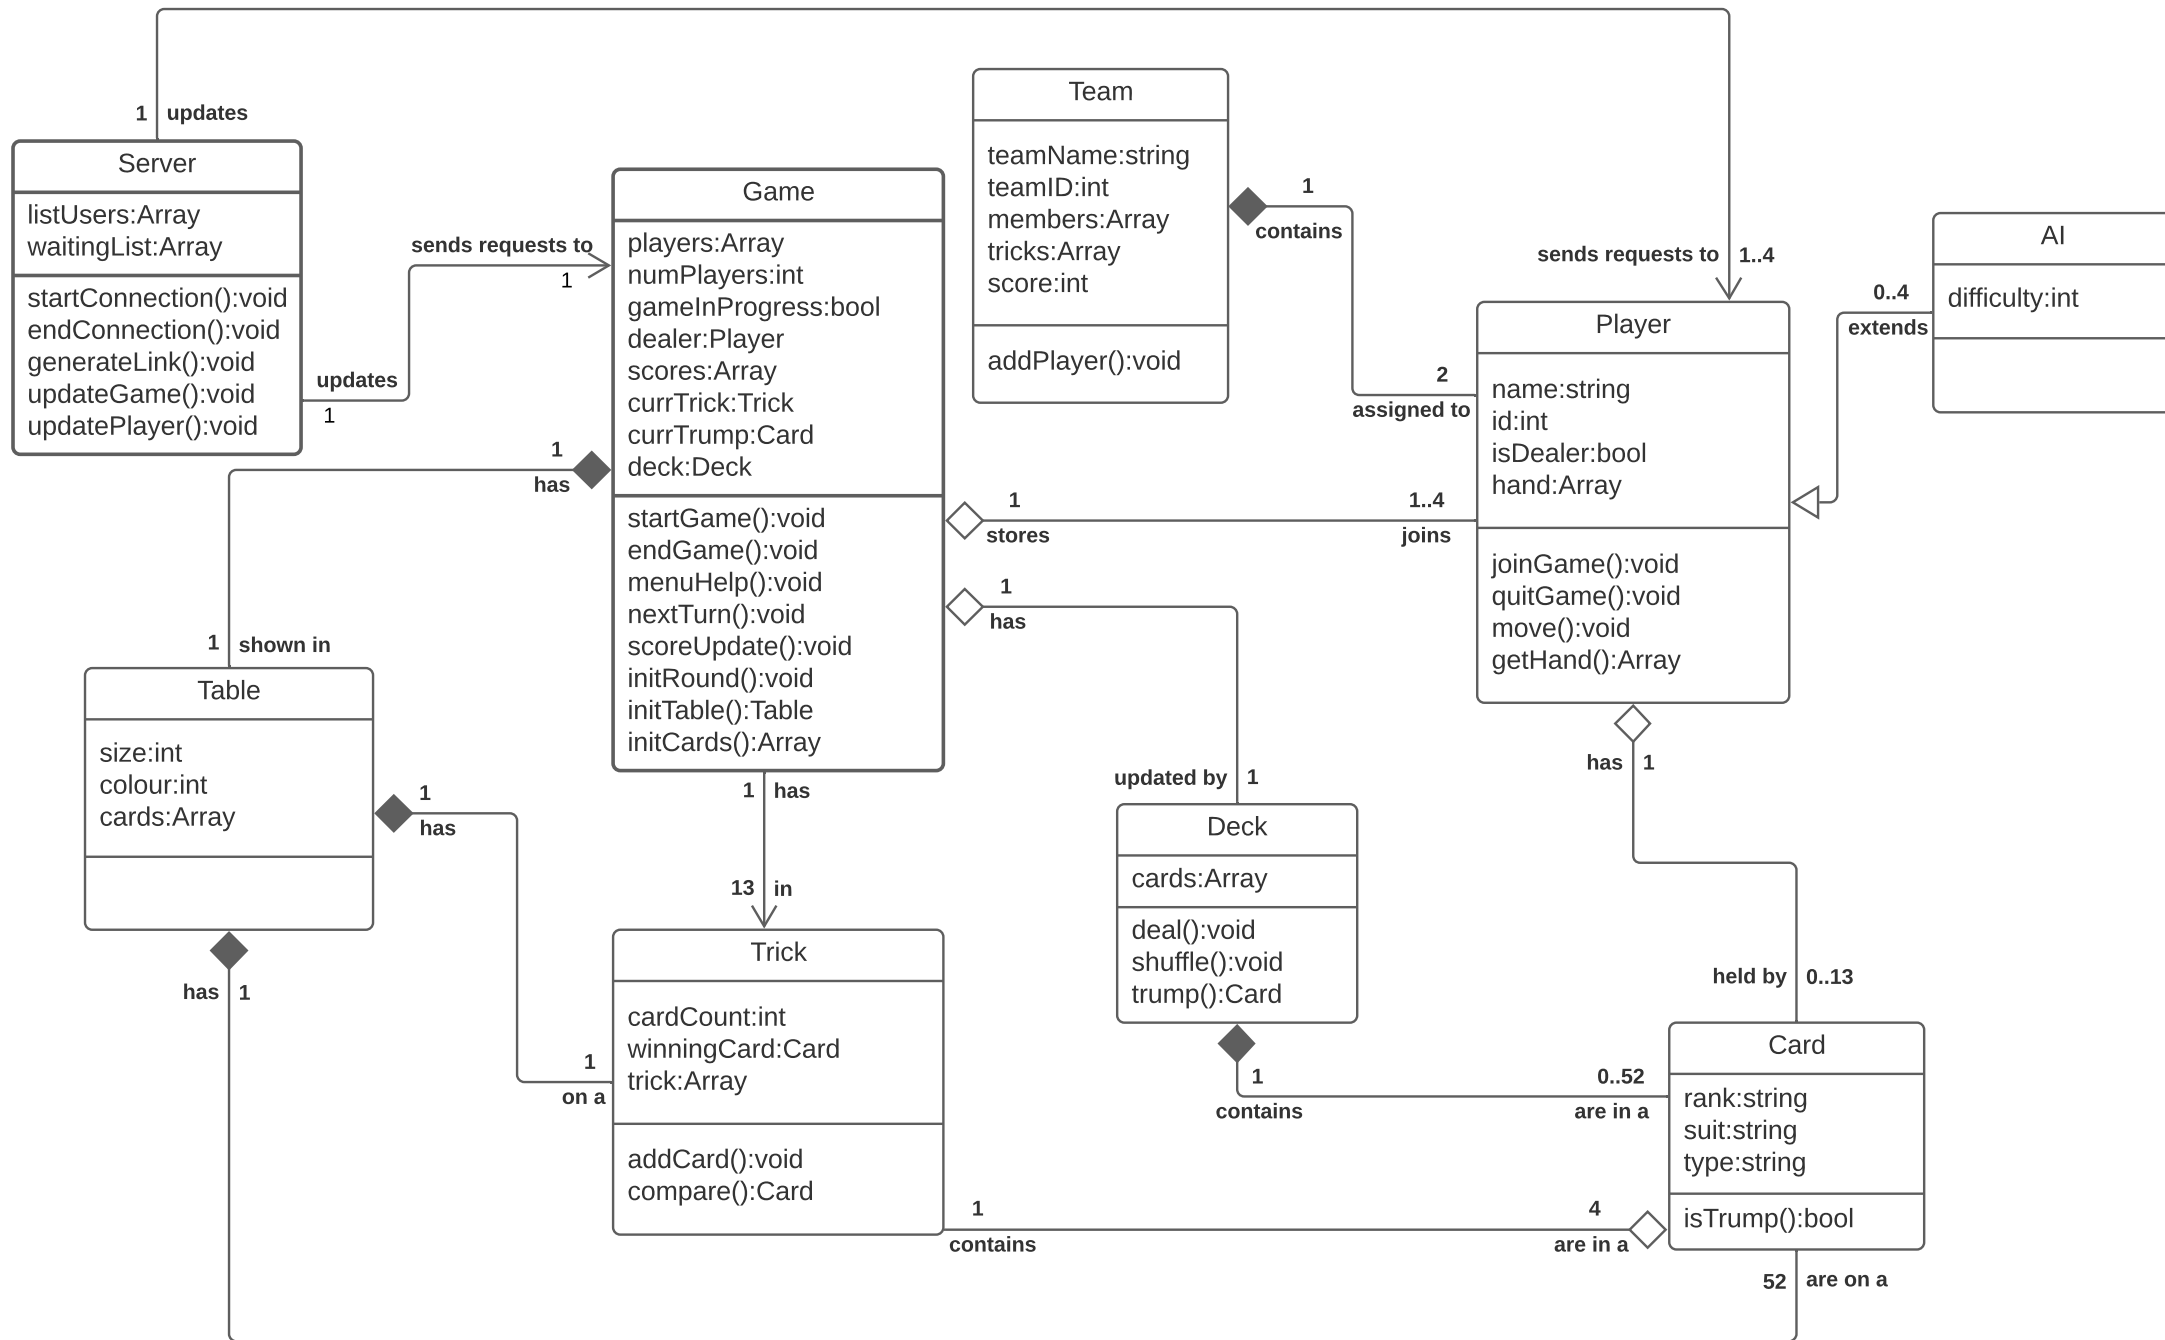 1 updates
Server
listUsers:Array
waitingList:Array
startConnection():void
endConnection():void
generateLink():void
updateGame():void
updatePlayer():void
updates
1
sends requests to
1
Game
players:Array
numPlayers:int
gameInProgress:bool
dealer:Player
scores:Array
currTrick:Trick
currTrump:Card
deck:Deck
startGame():void
endGame():void
menuHelp():void
nextTurn():void
scoreUpdate():void
initRound():void
initTable():Table
initCards():Array
Team
teamName:string
teamID:int
members:Array
tricks:Array
score:int
addPlayer():void
1
contains
2
assigned to
sends requests to 1..4
Player
name:string
id:int
isDealer:bool
hand:Array
joinGame():void
quitGame():void
move():void
getHand():Array
AI
difficulty:int
0..4
extends
1
has
1 shown in
Table
size:int
colour:int
cards:Array
1
has
1
on a
has 1
1
stores
1..4
joins
1
has
updated by 1
Deck
cards:Array
deal():void
shuffle():void
trump():Card
1
contains
0..52
are in a
1 has
13 in
Trick
cardCount:int
winningCard:Card
trick:Array
addCard():void
compare():Card
1
contains
4
are in a
has 1
held by 0..13
Card
rank:string
suit:string
type:string
isTrump():bool
52 are on a